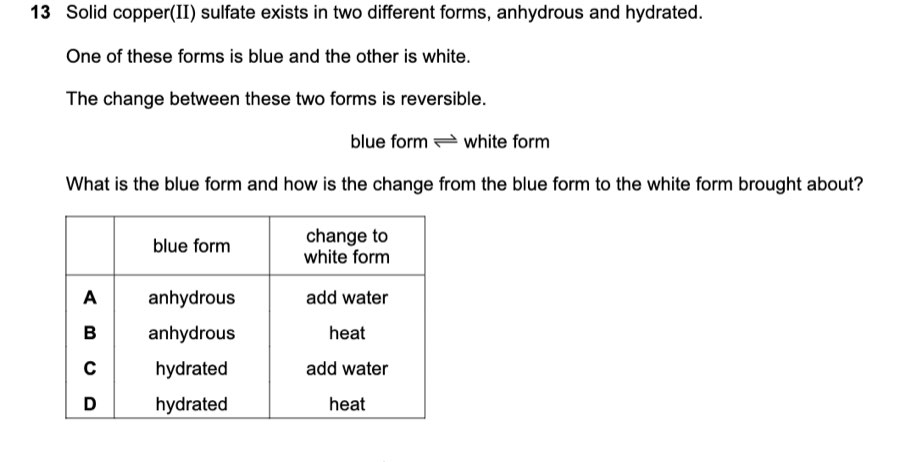 13 Solid copper(II) sulfate exists in two different forms, anhydrous and hydrated.
One of these forms is blue and the other is white.
The change between these two forms is reversible.
blue form ⇌ white form
What is the blue form and how is the change from the blue form to the white form brought about?
blue form change to white form
A anhydrous add water
B anhydrous heat
C hydrated add water
D hydrated heat